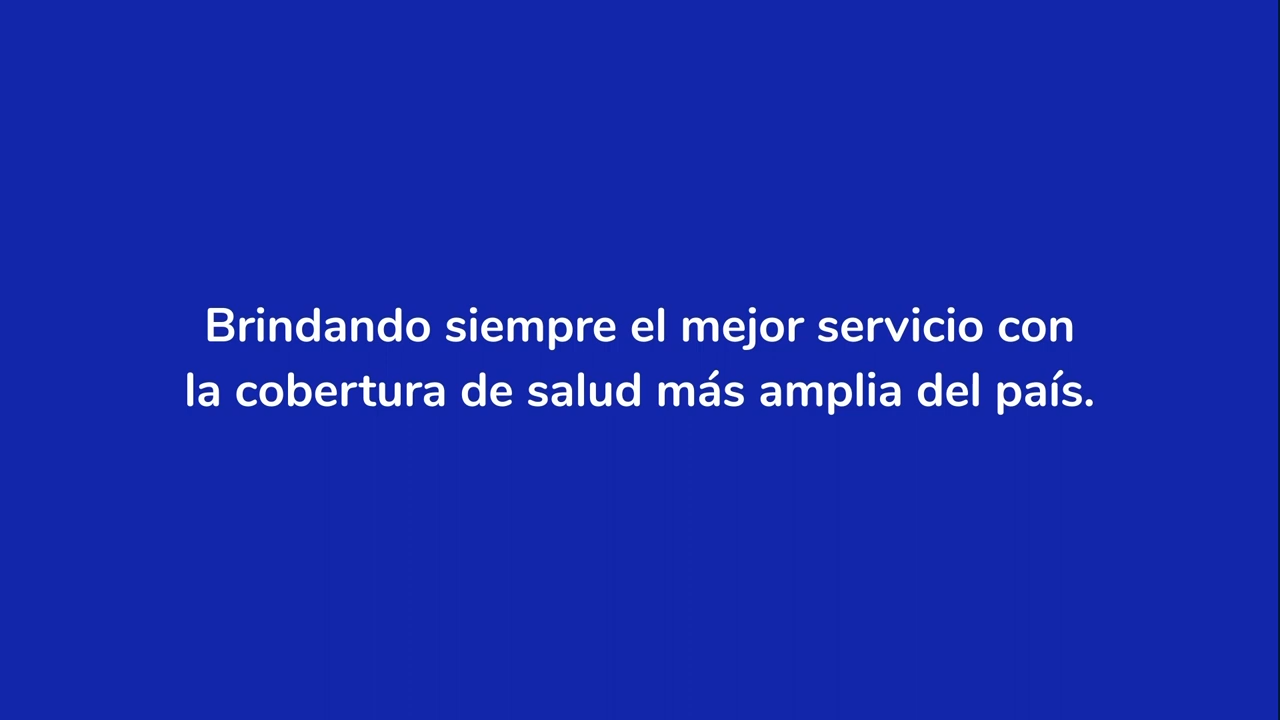 Brindando siempre el mejor servicio con
la cobertura de salud más amplia del país.